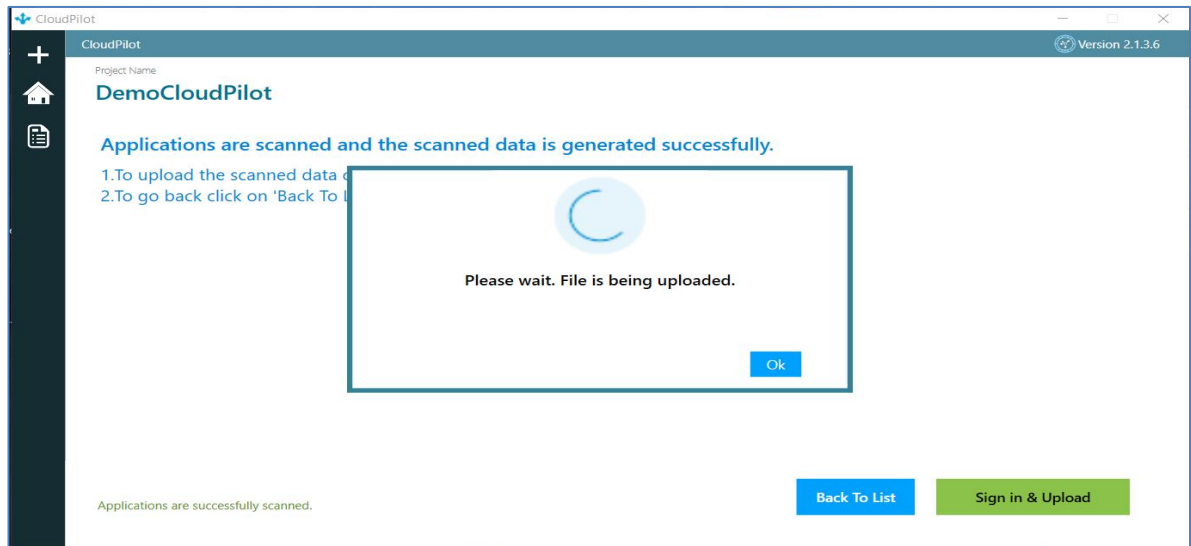 CloudPilot
CloudPilot
Version 2.1.3.6
Project Name
DemoCloudPilot
Applications are scanned and the scanned data is generated successfully.
1.To upload the scanned data
2.To go back click on 'Back To
Please wait. File is being uploaded.
Ok
Back To List
Sign in & Upload
Applications are successfully scanned.